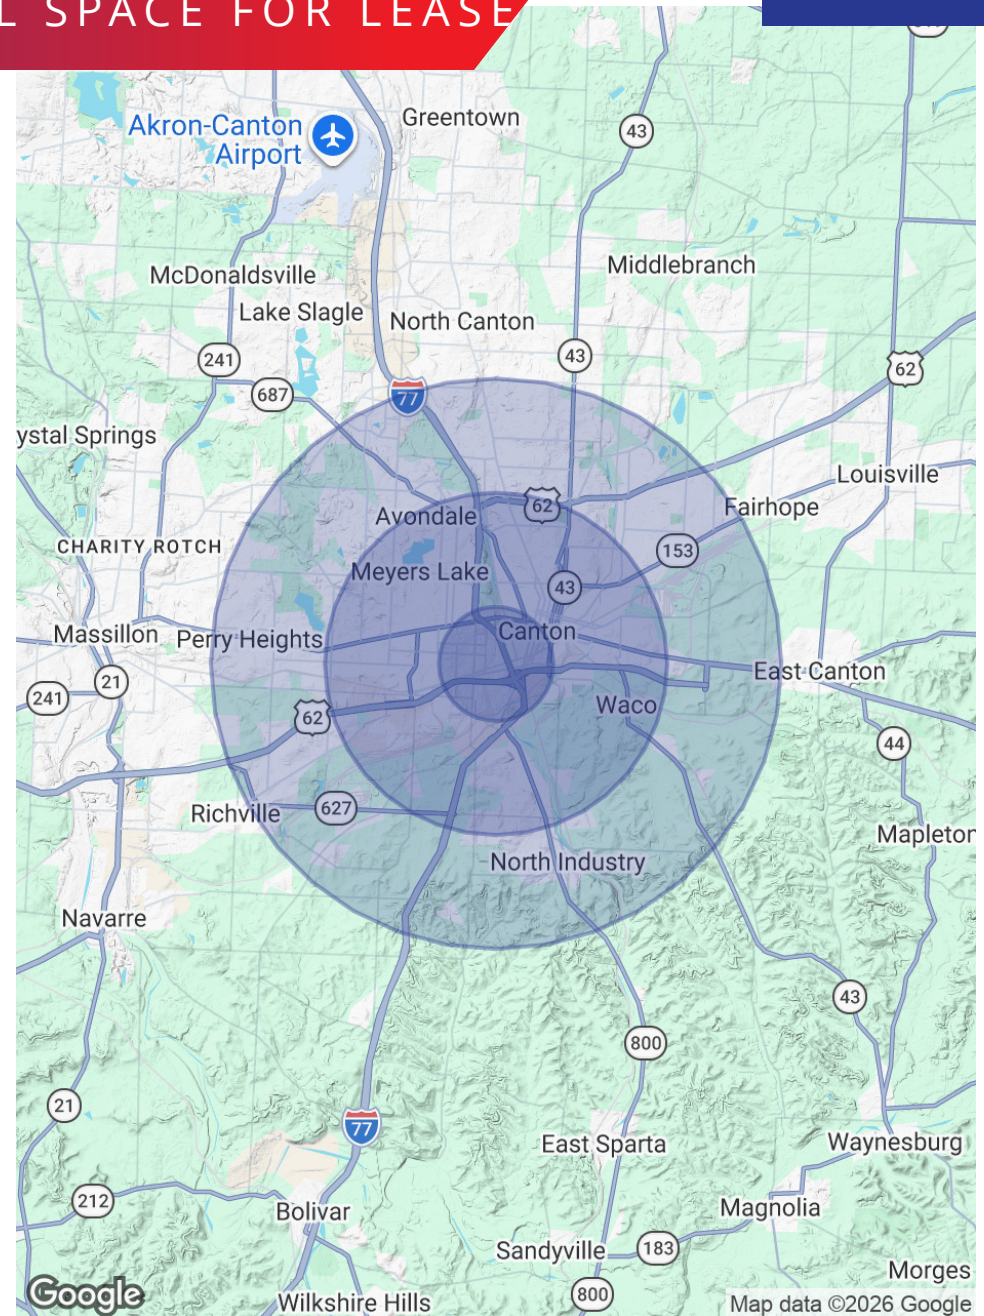 L SPACE FOR LEASE
Akron-Canton
Airport
Greentown
43
McDonaldsville
Middlebranch
Lake Slagle
North Canton
241
43
62
687
77
ystal Springs
Louisville
62
Avondale
Fairhope
CHARITY ROTCH
153
Meyers Lake
43
Massillon
Perry Heights
Canton
21
East Canton
241
62
Waco
44
Richville
627
Mapleton
North Industry
Navarre
43
800
21
77
East Sparta
Waynesburg
212
Bolivar
Magnolia
Sandyville
183
Morges
800
Google
Wilkshire Hills
Map data ©2026 Google